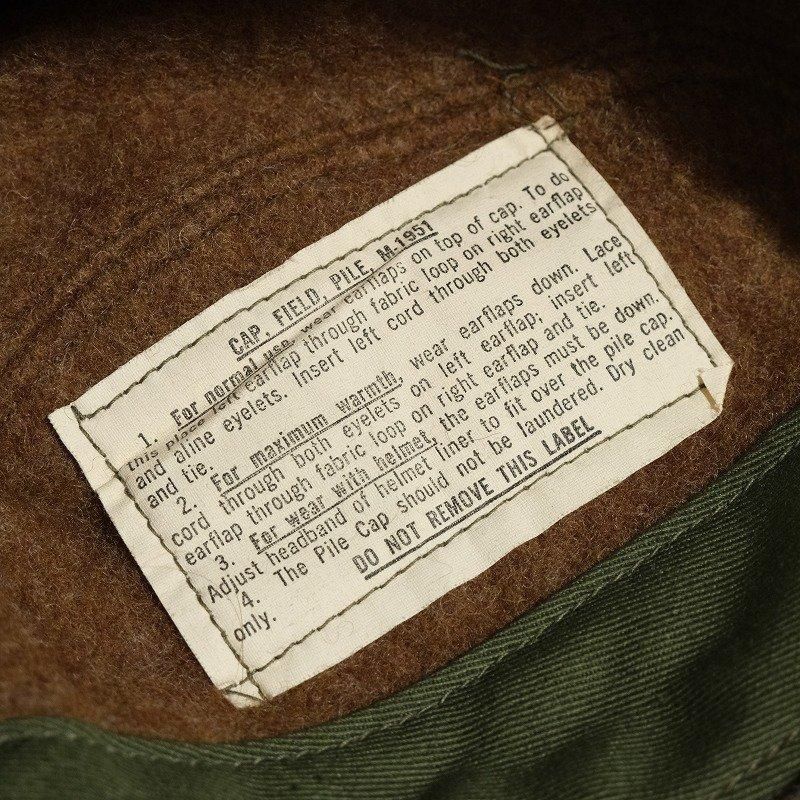 CAP, FIELD, PILE, M-1951
1. For normal use, wear earflaps on top of cap. To do
this place left earflap through fabric loop on right earflap
and aline eyelets. Insert left cord through both eyelets
and tie.
2. For maximum warmth, wear earflaps down. Lace
cord through both eyelets on left earflap; insert left
earflap through fabric loop on right earflap and tie.
3. For wear with helmet, the earflaps must be down.
Adjust headband of helmet liner to fit over the pile cap.
4. The Pile Cap should not be laundered. Dry clean
only.
DO NOT REMOVE THIS LABEL